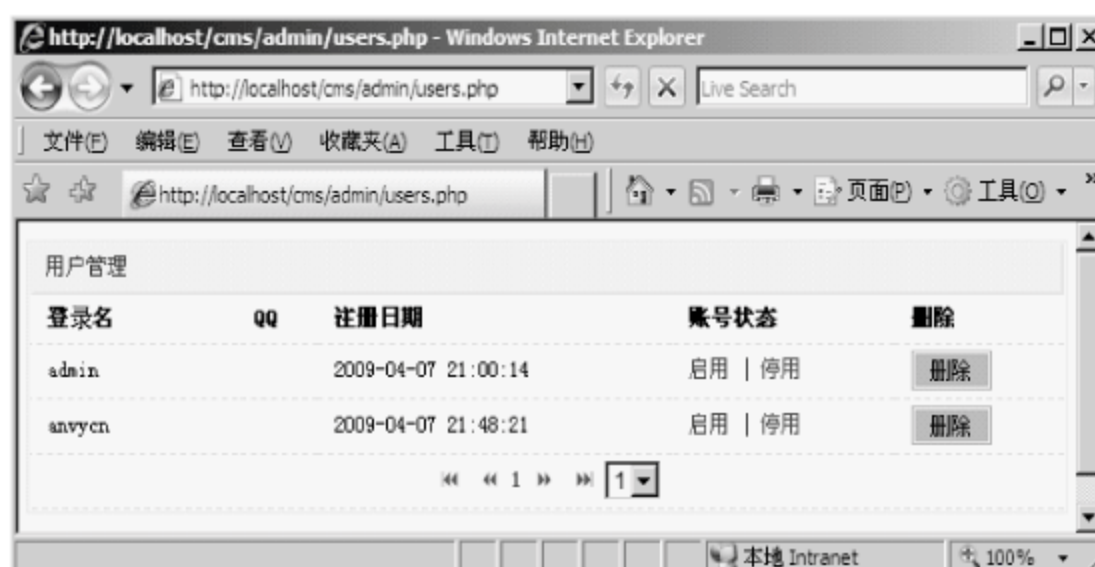 http://localhost/cms/admin/users.php - Windows Internet Explorer
http://localhost/cms/admin/users.php Live Search
文件(F) 编辑(E) 查看(V) 收藏夹(A) 工具(T) 帮助(H)
http://localhost/cms/admin/users.php 页面(P) 工具(O) »
用户管理
登录名 QQ 注册日期 账号状态 删除
admin 2009-04-07 21:00:14 启用 | 停用 删除
anvycn 2009-04-07 21:48:21 启用 | 停用 删除
1 1
本地 Intranet 100%